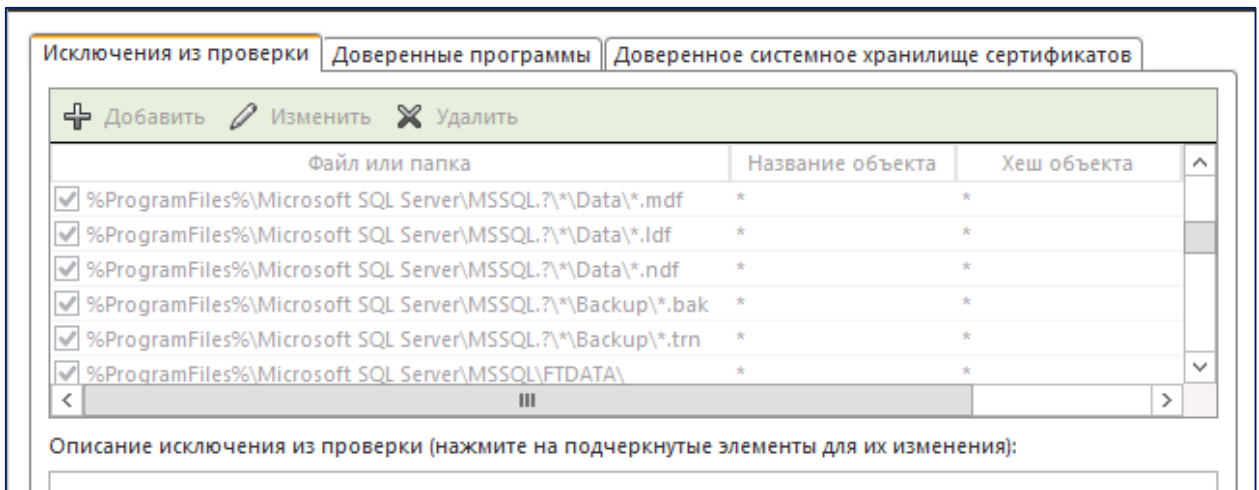 Исключения из проверки Доверенные программы Доверенное системное хранилище сертификатов
Добавить Изменить Удалить
Файл или папка Название объекта Хеш объекта
%ProgramFiles%\Microsoft SQL Server\MSSQL.?\*\Data\*.mdf * *
%ProgramFiles%\Microsoft SQL Server\MSSQL.?\*\Data\*.ldf * *
%ProgramFiles%\Microsoft SQL Server\MSSQL.?\*\Data\*.ndf * *
%ProgramFiles%\Microsoft SQL Server\MSSQL.?\*\Backup\*.bak * *
%ProgramFiles%\Microsoft SQL Server\MSSQL.?\*\Backup\*.trn * *
%ProgramFiles%\Microsoft SQL Server\MSSQL\FTDATA\ * *
Описание исключения из проверки (нажмите на подчеркнутые элементы для их изменения):